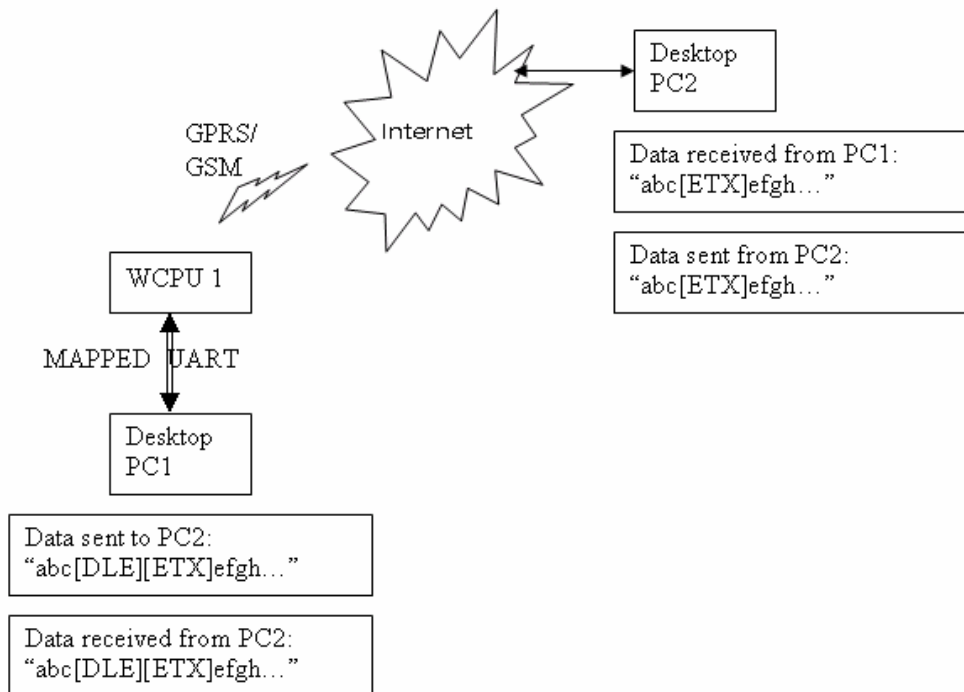 Desktop
PC2
Internet
GPRS/
GSM
Data received from PC1:
“abc[ETX]efgh…”
Data sent from PC2:
“abc[ETX]efgh…”
WCPU 1
MAPPED UART
Desktop
PC1
Data sent to PC2:
“abc[DLE][ETX]efgh…”
Data received from PC2:
“abc[DLE][ETX]efgh…”